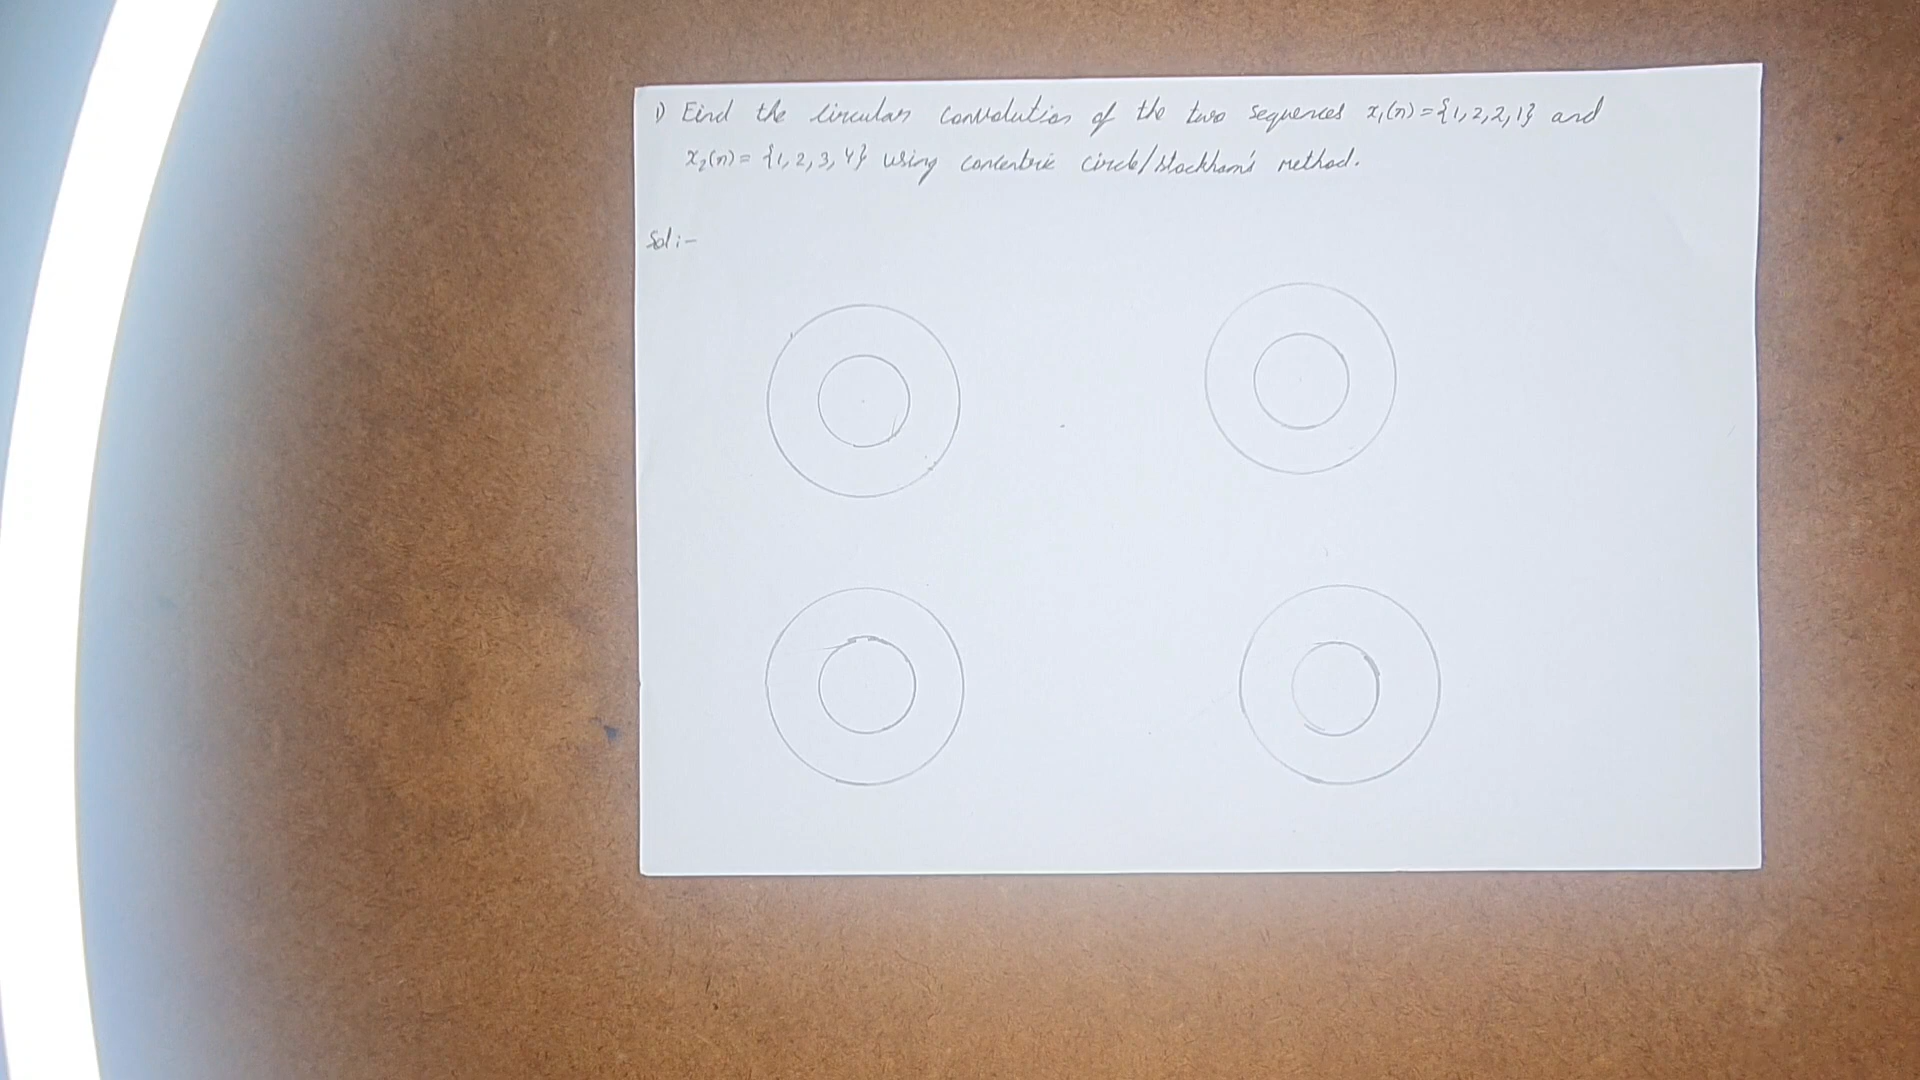 1) Find the circular convolution of the two sequences x₁(n)={1,2,2,1} and
x₂(n)= {1, 2, 3, 4} using concentric circle/stockham's method.
Sol:-